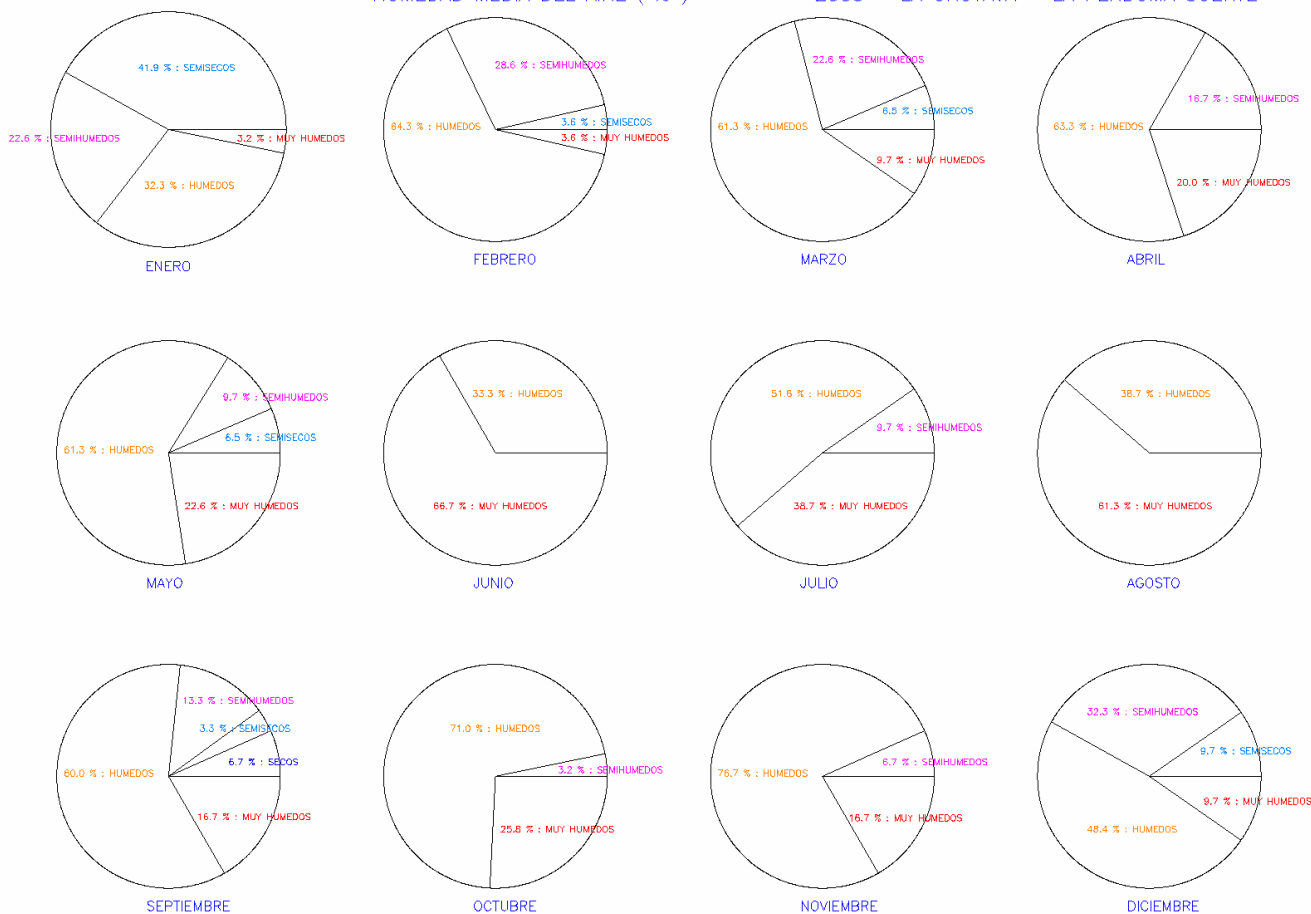 HUMEDAD MEDIA DEL AIRE ( % )
41.9 % : SEMISECOS
22.6 % : SEMIHUMEDOS
3.2 % : MUY HUMEDOS
32.3 % : HUMEDOS
ENERO
28.6 % : SEMIHUMEDOS
64.3 % : HUMEDOS
3.6 % : SEMISECOS
3.6 % : MUY HUMEDOS
FEBRERO
22.6 % : SEMIHUMEDOS
6.5 % : SEMISECOS
61.3 % : HUMEDOS
9.7 % : MUY HUMEDOS
MARZO
16.7 % : SEMIHUMEDOS
63.3 % : HUMEDOS
20.0 % : MUY HUMEDOS
ABRIL
9.7 % : SEMIHUMEDOS
6.5 % : SEMISECOS
61.3 % : HUMEDOS
22.6 % : MUY HUMEDOS
MAYO
33.3 % : HUMEDOS
66.7 % : MUY HUMEDOS
JUNIO
51.6 % : HUMEDOS
9.7 % : SEMIHUMEDOS
38.7 % : MUY HUMEDOS
JULIO
38.7 % : HUMEDOS
61.3 % : MUY HUMEDOS
AGOSTO
13.3 % : SEMIHUMEDOS
3.3 % : SEMISECOS
6.7 % : SECOS
60.0 % : HUMEDOS
16.7 % : MUY HUMEDOS
SEPTIEMBRE
71.0 % : HUMEDOS
3.2 % : SEMIHUMEDOS
25.8 % : MUY HUMEDOS
OCTUBRE
76.7 % : HUMEDOS
6.7 % : SEMIHUMEDOS
16.7 % : MUY HUMEDOS
NOVIEMBRE
32.3 % : SEMIHUMEDOS
9.7 % : SEMISECOS
9.7 % : MUY HUMEDOS
48.4 % : HUMEDOS
DICIEMBRE